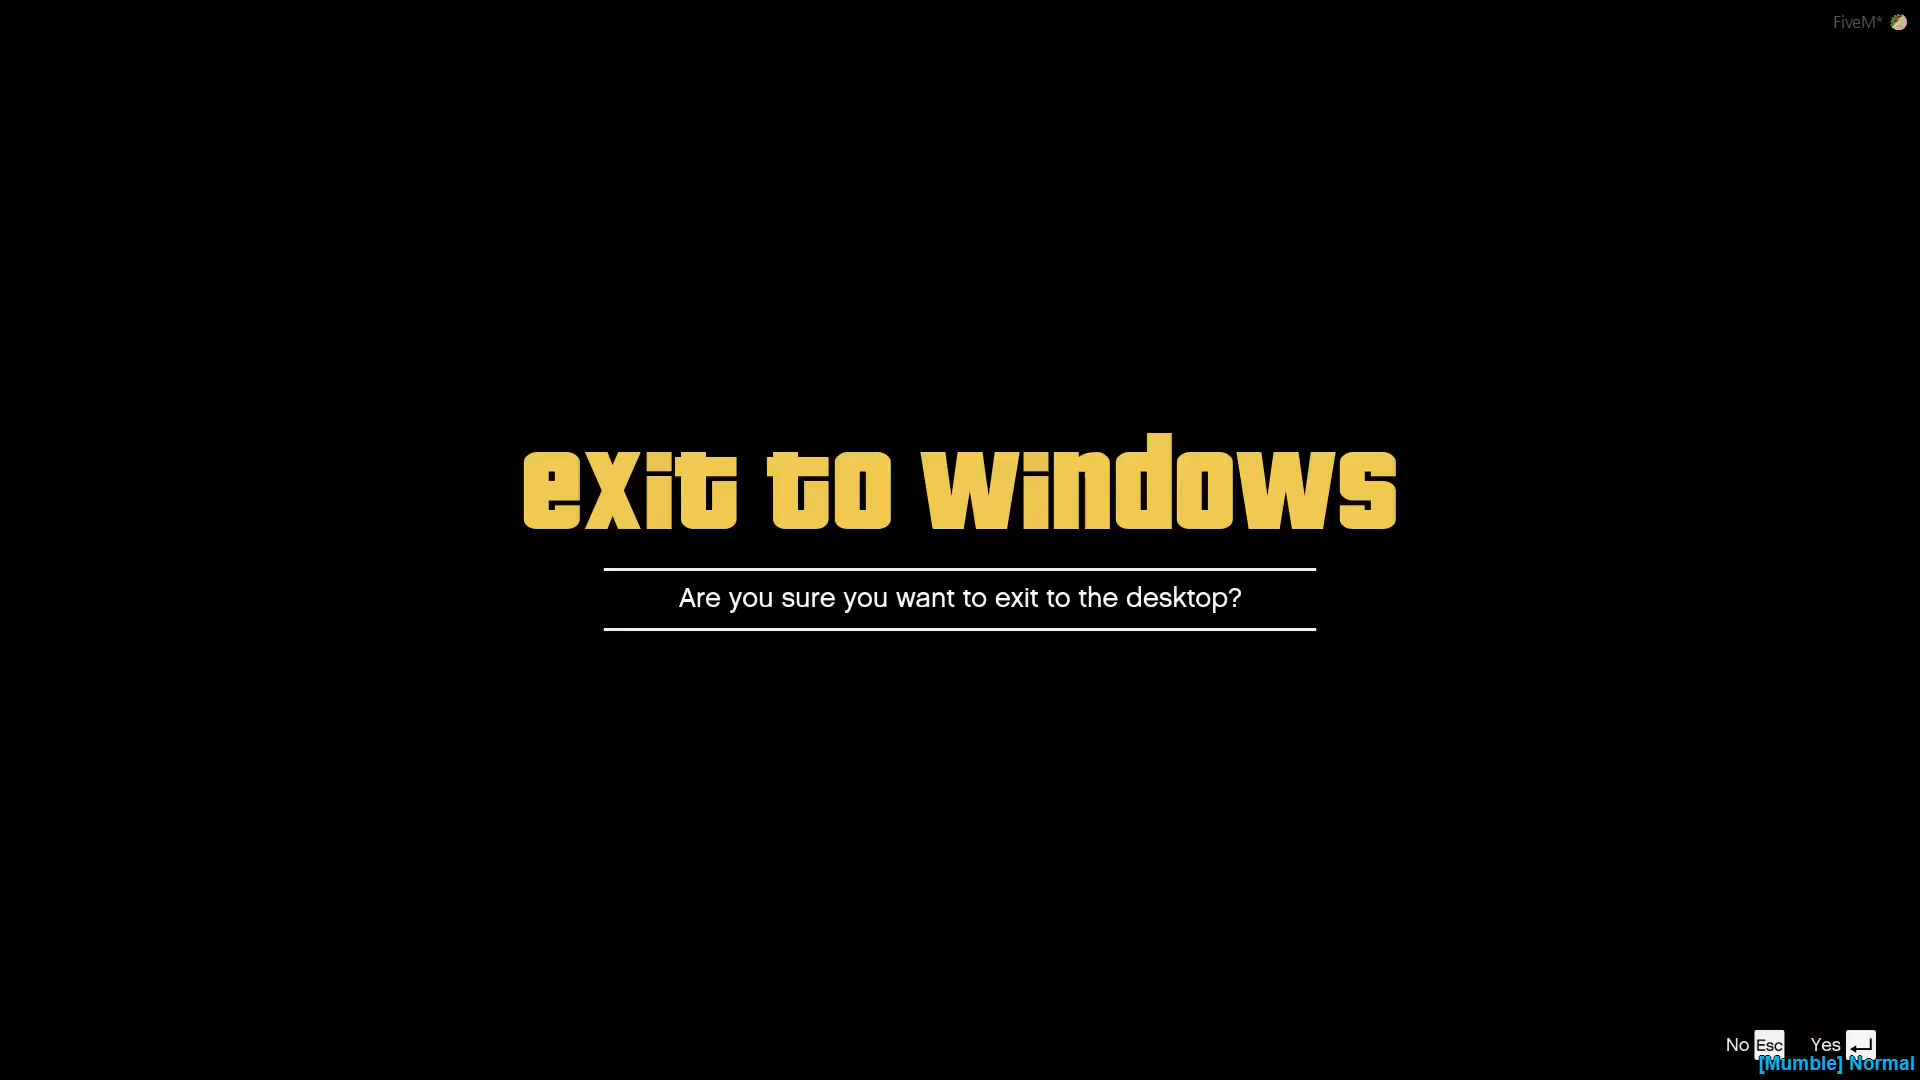 FiveM*
exit to windows
Are you sure you want to exit to the desktop?
No Esc Yes
[Mumble] Normal